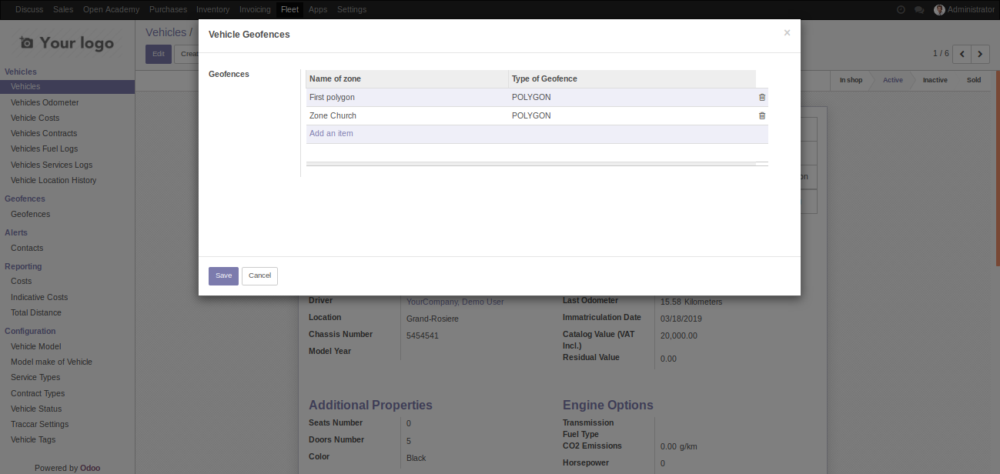 Discuss Sales Open Academy Purchases Inventory Invoicing Fleet Apps Settings Administrator
Your logo
Vehicles
Vehicles
Vehicles Odometer
Vehicles Costs
Vehicles Contracts
Vehicles Fuel Logs
Vehicles Services Logs
Vehicle Location History
Geofences
Geofences
Alerts
Contacts
Reporting
Costs
Indicative Costs
Total Distance
Configuration
Vehicle Model
Model make of Vehicle
Service Types
Contract Types
Vehicle Status
Traccar Settings
Vehicle Tags
Powered by Odoo
Vehicles /
Edit
1 / 6
In shop Active Inactive Sold
Vehicle Geofences ×
Geofences
Name of zone Type of Geofence
First polygon POLYGON
Zone Church POLYGON
Add an item
Save Cancel
Driver YourCompany, Demo User
Location Grand-Rosiere
Chassis Number 5454541
Model Year
Last Odometer 15.58 Kilometers
Immatriculation Date 03/18/2019
Catalog Value (VAT
Incl.) 20,000.00
Residual Value 0.00
Additional Properties
Seats Number 0
Doors Number 5
Color Black
Engine Options
Transmission
Fuel Type
CO2 Emissions 0.00 g/km
Horsepower 0